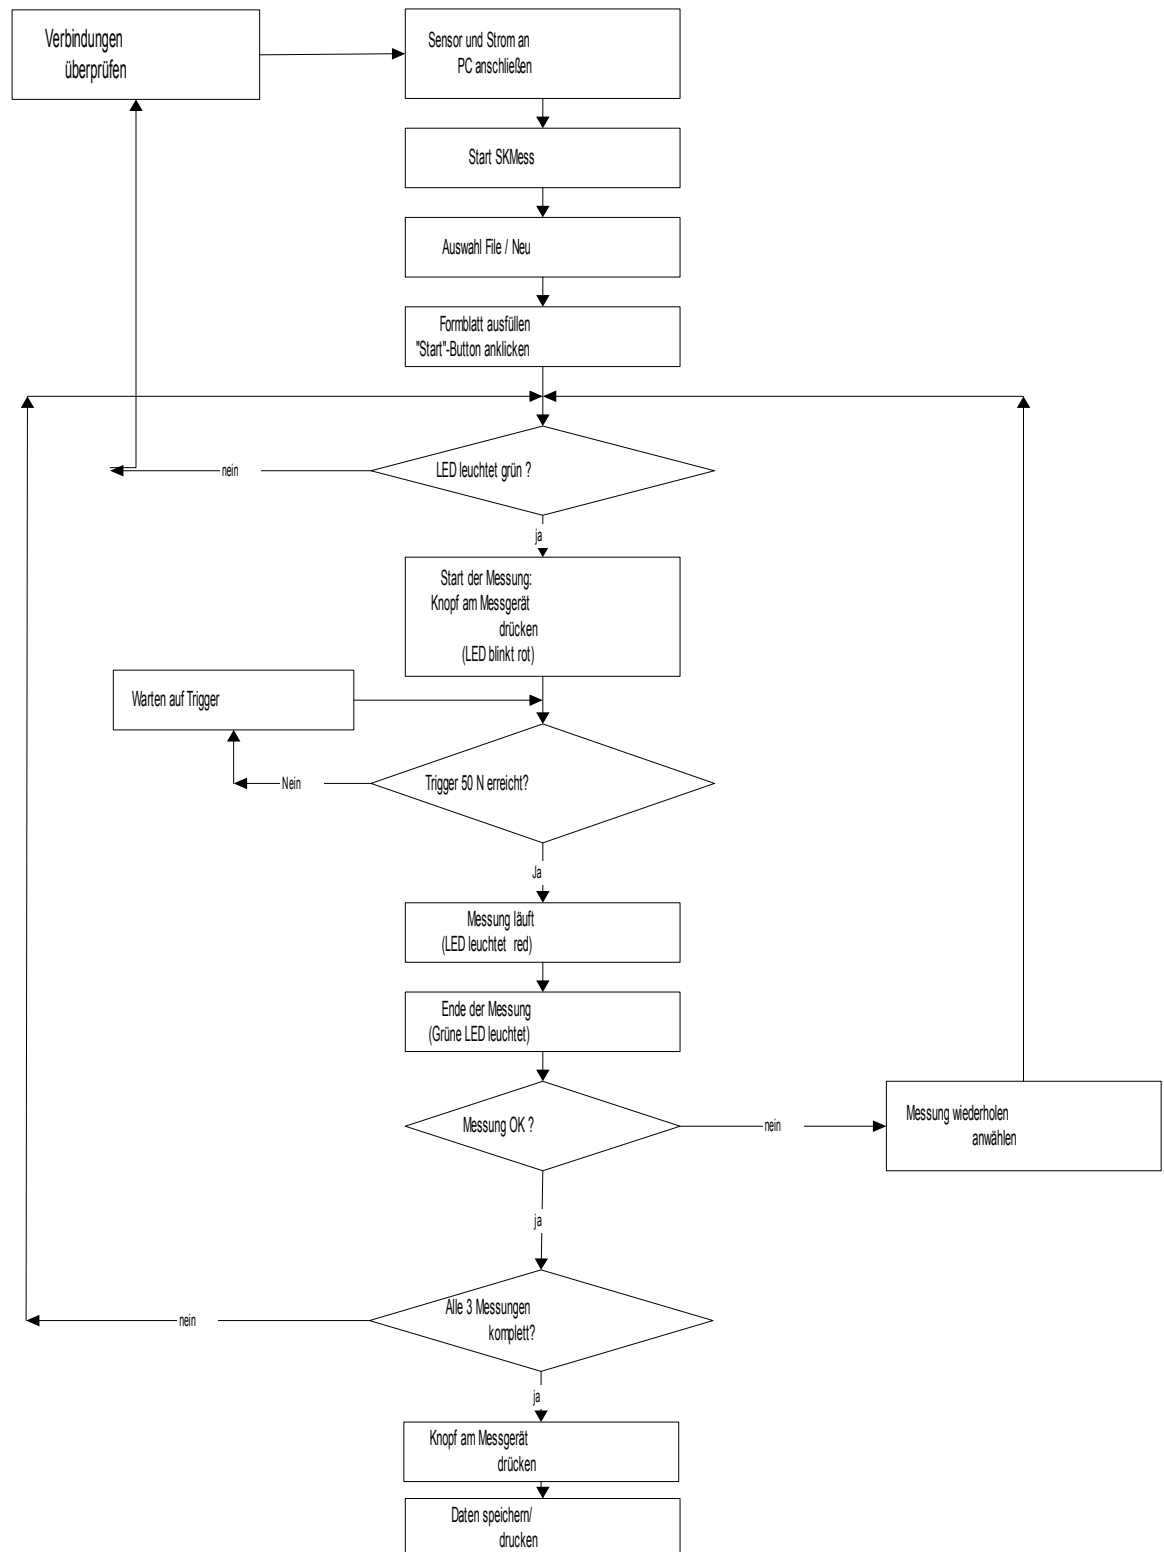 Verbindungen
überprüfen
Sensor und Strom an
PC anschließen
Start SKMess
Auswahl File / Neu
Formblatt ausfüllen
"Start"-Button anklicken
LED leuchtet grün ?
nein
ja
Start der Messung:
Knopf am Messgerät
drücken
(LED blinkt rot)
Warten auf Trigger
Trigger 50 N erreicht?
Nein
Ja
Messung läuft
(LED leuchtet red)
Ende der Messung
(Grüne LED leuchtet)
Messung OK ?
nein
Messung wiederholen
anwählen
ja
Alle 3 Messungen
komplett?
nein
ja
Knopf am Messgerät
drücken
Daten speichern/
drucken